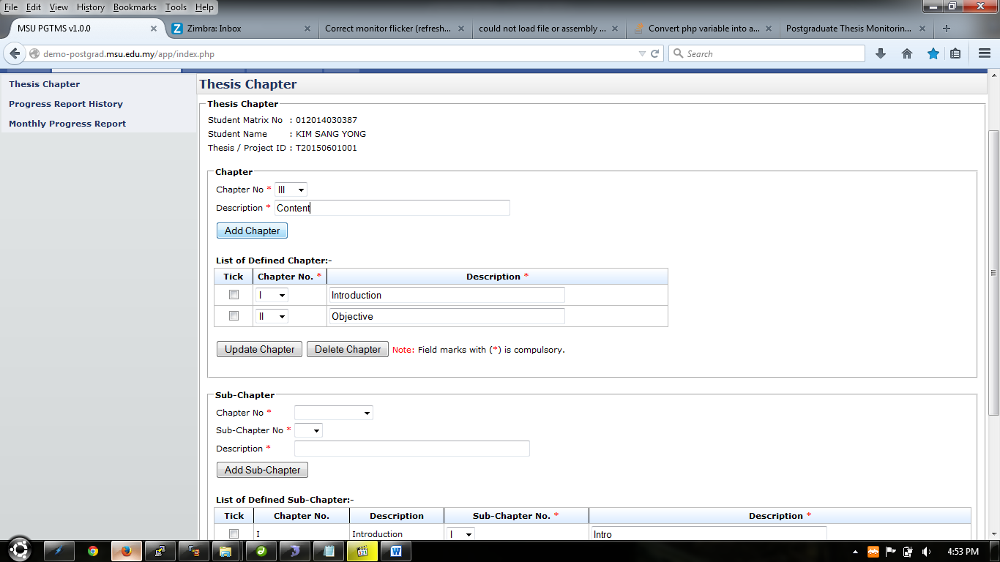 File Edit View History Bookmarks Tools Help
MSU PGTMS v1.0.0 Zimbra: Inbox Correct monitor flicker (refresh... could not load file or assembly ... Convert php variable into a... Postgraduate Thesis Monitorin...
demo-postgrad.msu.edu.my/app/index.php Search
Thesis Chapter
Progress Report History
Monthly Progress Report
Thesis Chapter
Thesis Chapter
Student Matrix No : 012014030387
Student Name : KIM SANG YONG
Thesis / Project ID : T20150601001
Chapter
Chapter No * III
Description * Content
Add Chapter
List of Defined Chapter:-
Tick Chapter No. * Description *
I Introduction
II Objective
Update Chapter Delete Chapter Note: Field marks with (*) is compulsory.
Sub-Chapter
Chapter No *
Sub-Chapter No *
Description *
Add Sub-Chapter
List of Defined Sub-Chapter:-
Tick Chapter No. Description Sub-Chapter No. * Description *
I Introduction I Intro
4:53 PM